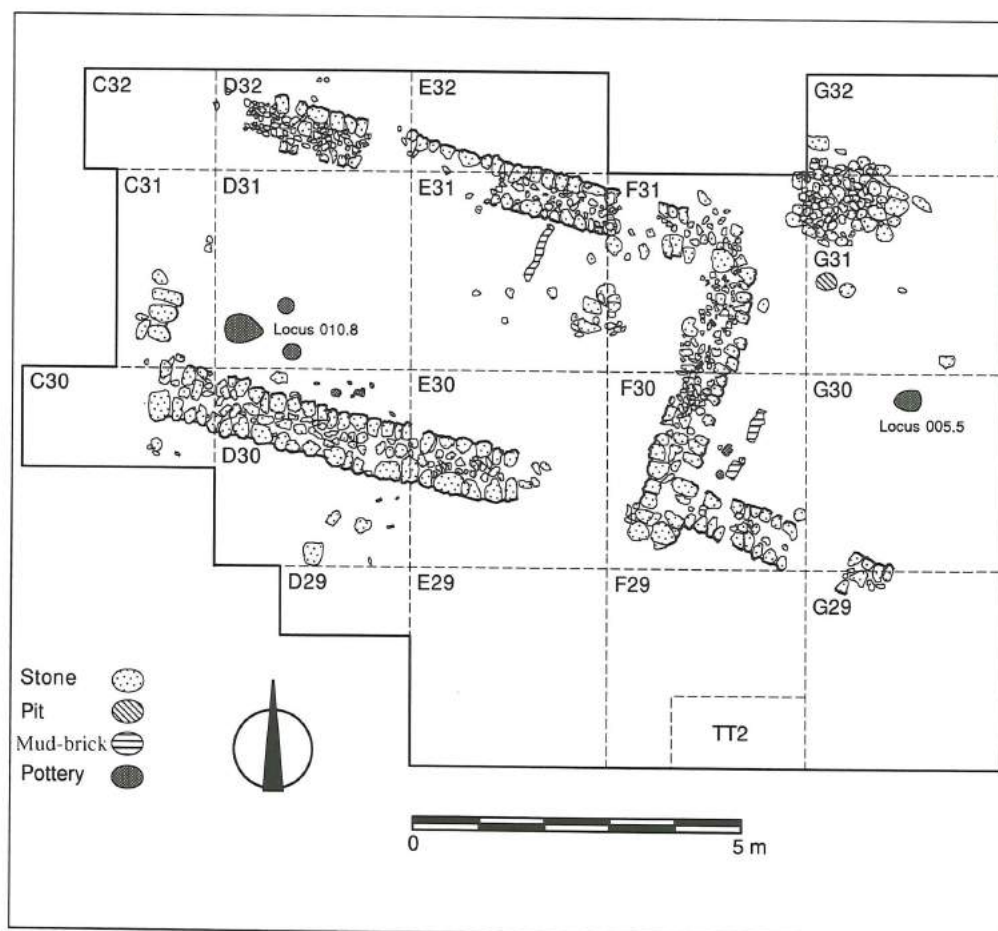 C32
D32
E32
G32
C31
D31
E31
F31
G31
Locus 010.8
C30
E30
F30
G30
Locus 005.5
D30
D29
E29
F29
G29
Stone
Pit
Mud-brick
Pottery
TT2
0
5 m